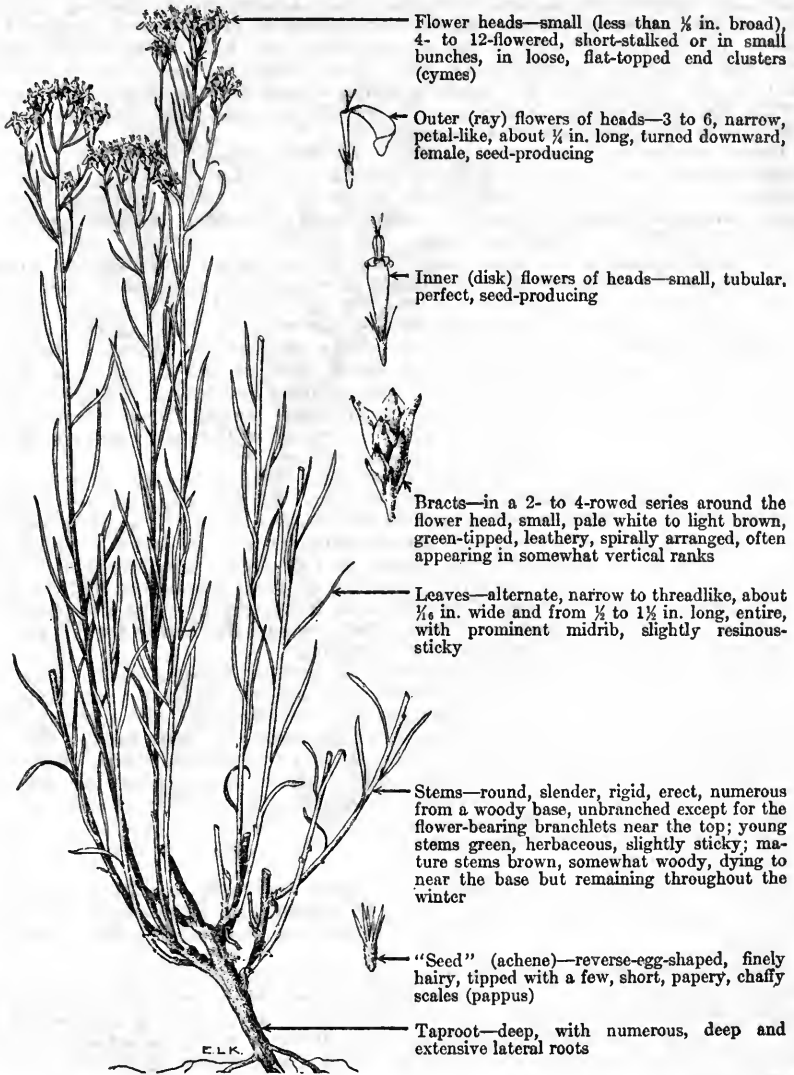 Flower heads—small (less than ⅛ in. broad),
4- to 12-flowered, short-stalked or in small
bunches, in loose, flat-topped end clusters
(cymes)
Outer (ray) flowers of heads—3 to 6, narrow,
petal-like, about ¼ in. long, turned downward,
female, seed-producing
Inner (disk) flowers of heads—small, tubular,
perfect, seed-producing
Bracts—in a 2- to 4-rowed series around the
flower head, small, pale white to light brown,
green-tipped, leathery, spirally arranged, often
appearing in somewhat vertical ranks
Leaves—alternate, narrow to threadlike, about
1/16 in. wide and from ½ to 1½ in. long, entire,
with prominent midrib, slightly resinous-
sticky
Stems—round, slender, rigid, erect, numerous
from a woody base, unbranched except for the
flower-bearing branchlets near the top; young
stems green, herbaceous, slightly sticky; ma-
ture stems brown, somewhat woody, dying to
near the base but remaining throughout the
winter
"Seed" (achene)—reverse-egg-shaped, finely
hairy, tipped with a few, short, papery, chaffy
scales (pappus)
Taproot—deep, with numerous, deep and
extensive lateral roots
E.L.K.